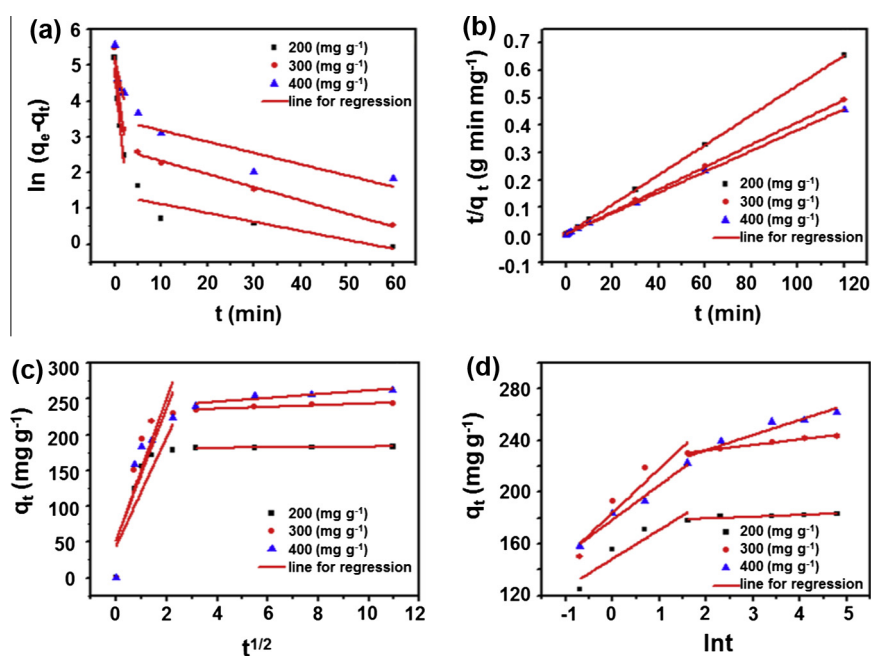 (a)
ln (qe-qt)
6
5
4
3
2
1
0
200 (mg g-1)
300 (mg g-1)
400 (mg g-1)
line for regression
0 10 20 30 40 50 60
t (min)
(b)
t/qt (g min mg-1)
0.7
0.6
0.5
0.4
0.3
0.2
0.1
0.0
-0.1
200 (mg g-1)
300 (mg g-1)
400 (mg g-1)
line for regression
0 20 40 60 80 100 120
t (min)
(c)
qt (mg g-1)
300
250
200
150
100
50
0
200 (mg g-1)
300 (mg g-1)
400 (mg g-1)
line for regression
0 2 4 6 8 10 12
t1/2
(d)
qt (mg g-1)
280
240
200
160
120
200 (mg g-1)
300 (mg g-1)
400 (mg g-1)
line for regression
-1 0 1 2 3 4 5
lnt